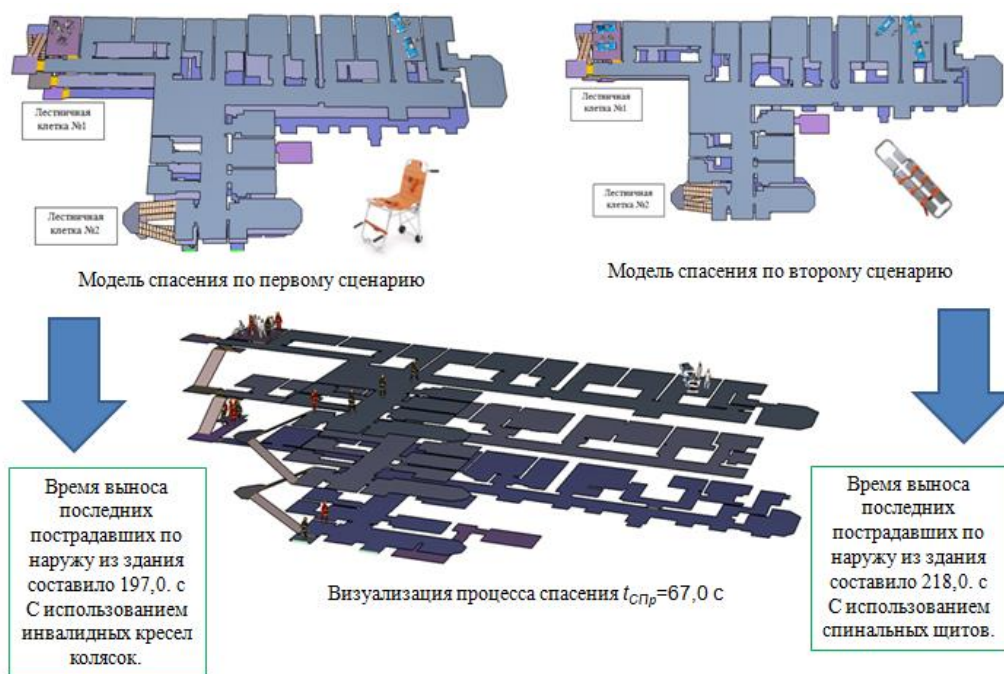 Лестничная
клетка №1
Лестничная
клетка №2
Модель спасения по первому сценарию
Лестничная
клетка №1
Лестничная
клетка №2
Модель спасения по второму сценарию
Время выноса
последних
пострадавших по
наружу из здания
составило 197,0. с
С использованием
инвалидных кресел
колясок.
Визуализация процесса спасения tСПр=67,0 с
Время выноса
последних
пострадавших по
наружу из здания
составило 218,0. с
С использованием
спинальных щитов.